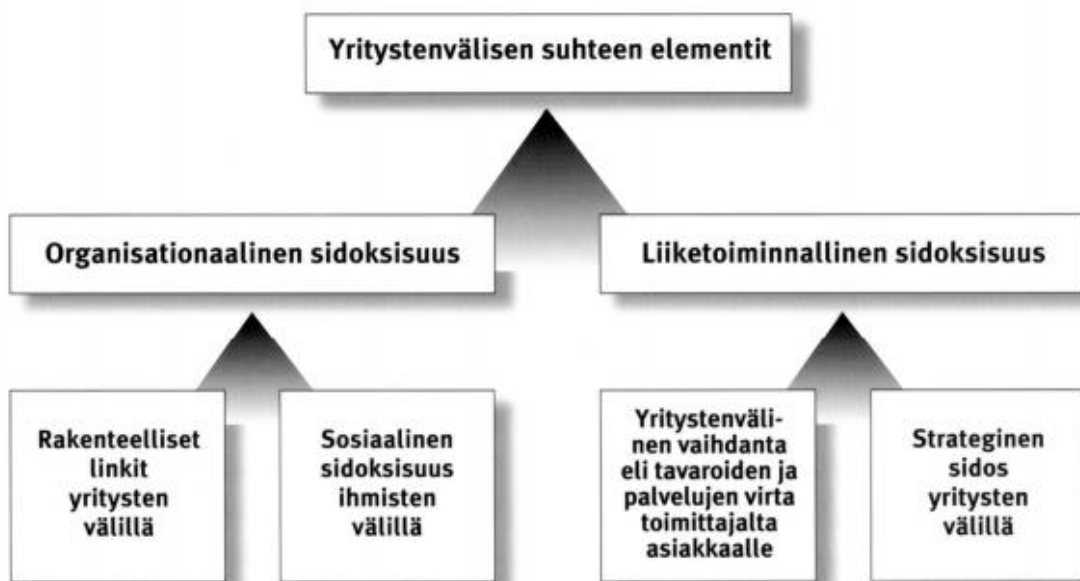 Yritystenvälisen suhteen elementit
Organisationaalinen sidoksisuus
Liiketoiminnallinen sidoksisuus
Rakenteelliset
linkit
yritysten
välillä
Sosiaalinen
sidoksisuus
ihmisten
välillä
Yritystenväli-
nen vaihdanta
eli tavaroiden ja
palvelujen virta
toimittajalta
asiakkaalle
Strateginen
sidos
yritysten
välillä